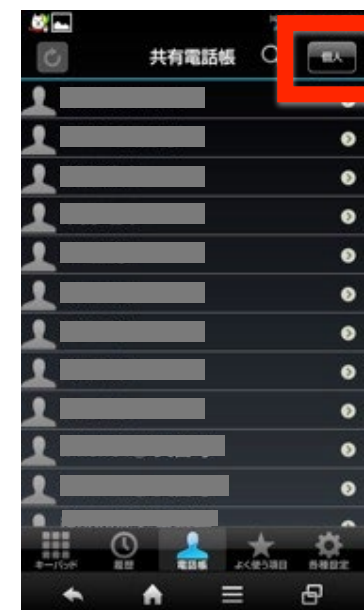 共有電話帳
個人
キーパッド
履歴
電話帳
よく使う項目
各種設定